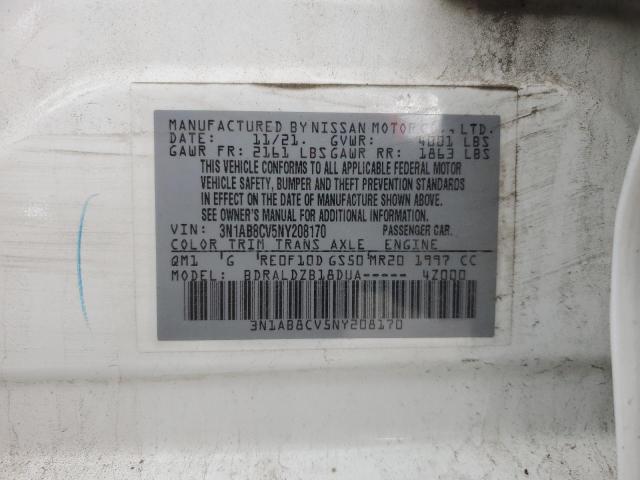 MANUFACTURED BY NISSAN MOTOR CO., LTD.
DATE: 11/21. GVWR: 4001 LBS
GAWR FR: 2161 LBS GAWR RR: 1863 LBS
THIS VEHICLE CONFORMS TO ALL APPLICABLE FEDERAL MOTOR
VEHICLE SAFETY, BUMPER AND THEFT PREVENTION STANDARDS
IN EFFECT ON THE DATE OF MANUFACTURE SHOWN ABOVE.
SEE OWNER'S MANUAL FOR ADDITIONAL INFORMATION.
VIN: 3N1AB8CV5NY208170 PASSENGER CAR.
COLOR TRIM TRANS AXLE ENGINE
QM1 G RE0F10D GS50 MR20 1997 CC
MODEL: BDRALDZB18DUA----- 4Z000
3N1AB8CV5NY208170